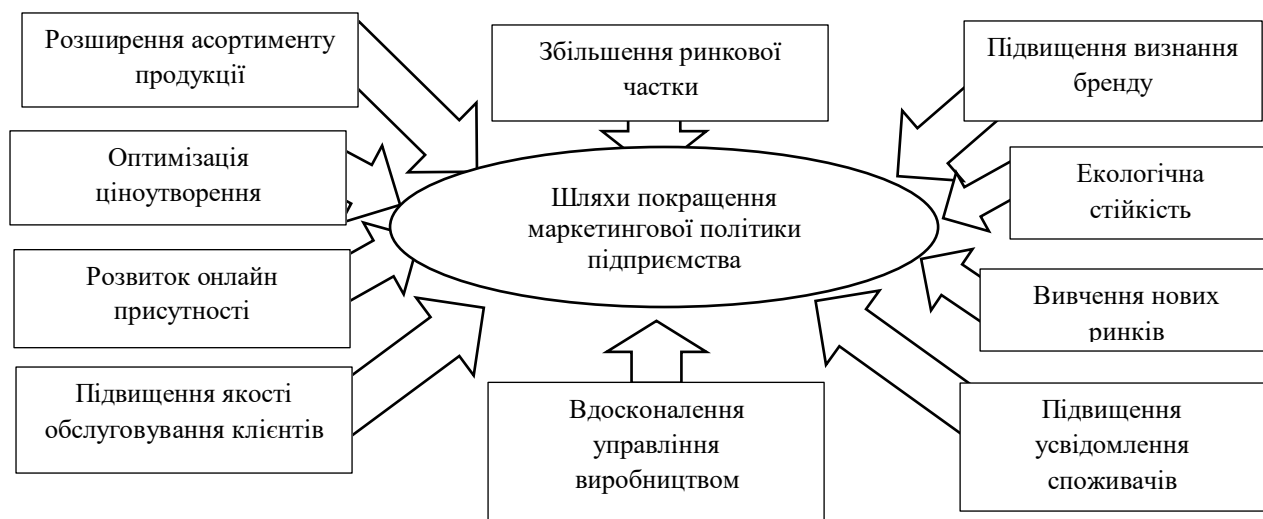 Розширення асортименту
продукції
Збільшення ринкової
частки
Підвищення визнання
бренду
Оптимізація
ціноутворення
Екологічна
стійкість
Шляхи покращення
маркетингової політики
підприємства
Розвиток онлайн
присутності
Вивчення нових
ринків
Підвищення якості
обслуговування клієнтів
Вдосконалення
управління
виробництвом
Підвищення
усвідомлення
споживачів